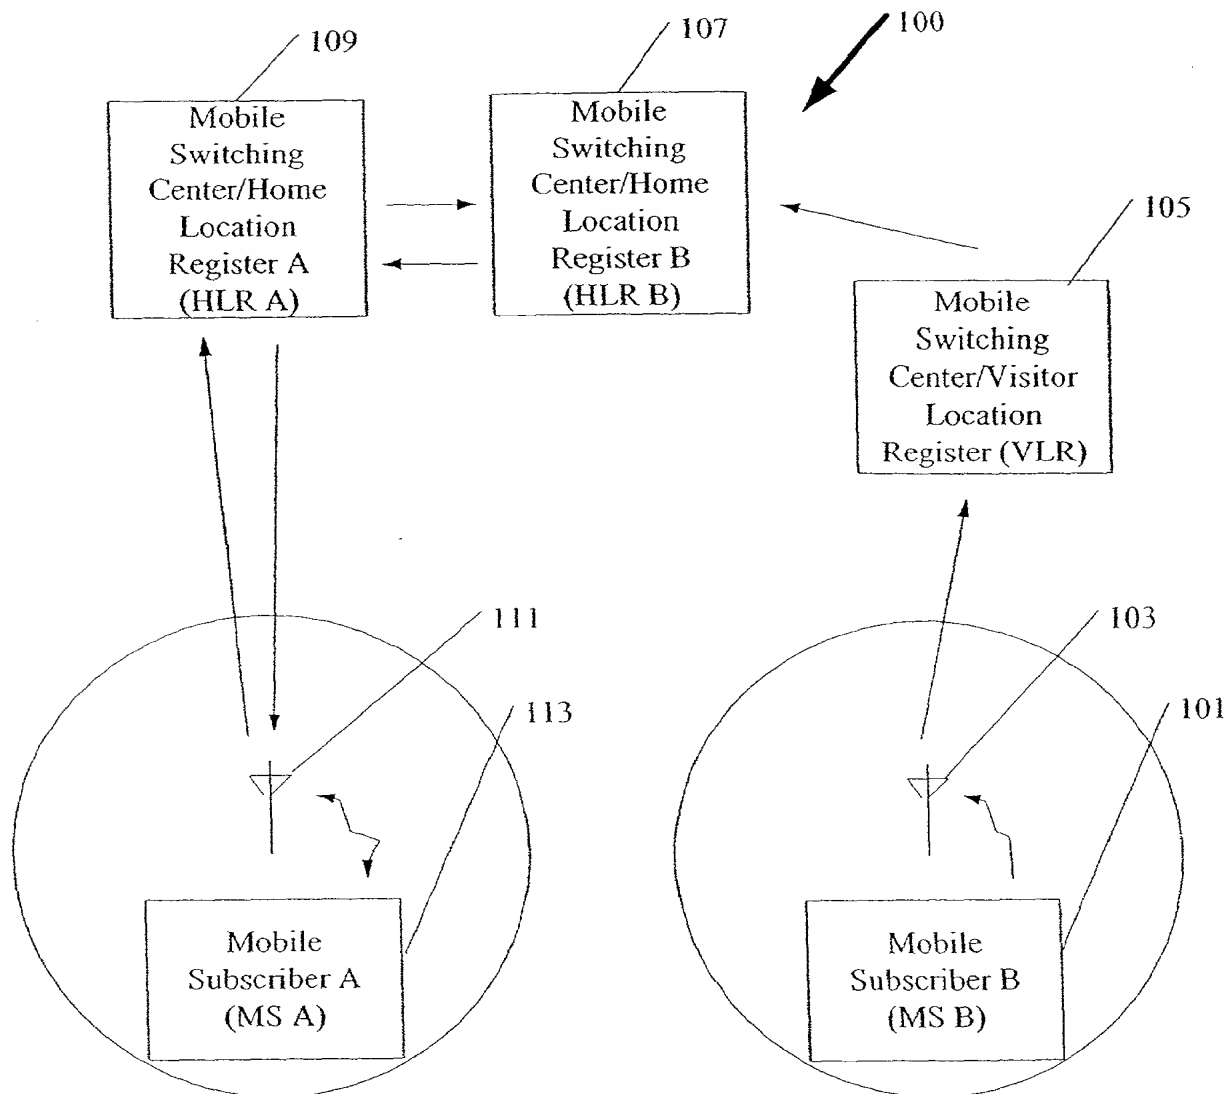 109
107
100
Mobile
Switching
Center/Home
Location
Register A
(HLR A)
Mobile
Switching
Center/Home
Location
Register B
(HLR B)
105
Mobile
Switching
Center/Visitor
Location
Register (VLR)
111
113
103
101
Mobile
Subscriber A
(MS A)
Mobile
Subscriber B
(MS B)